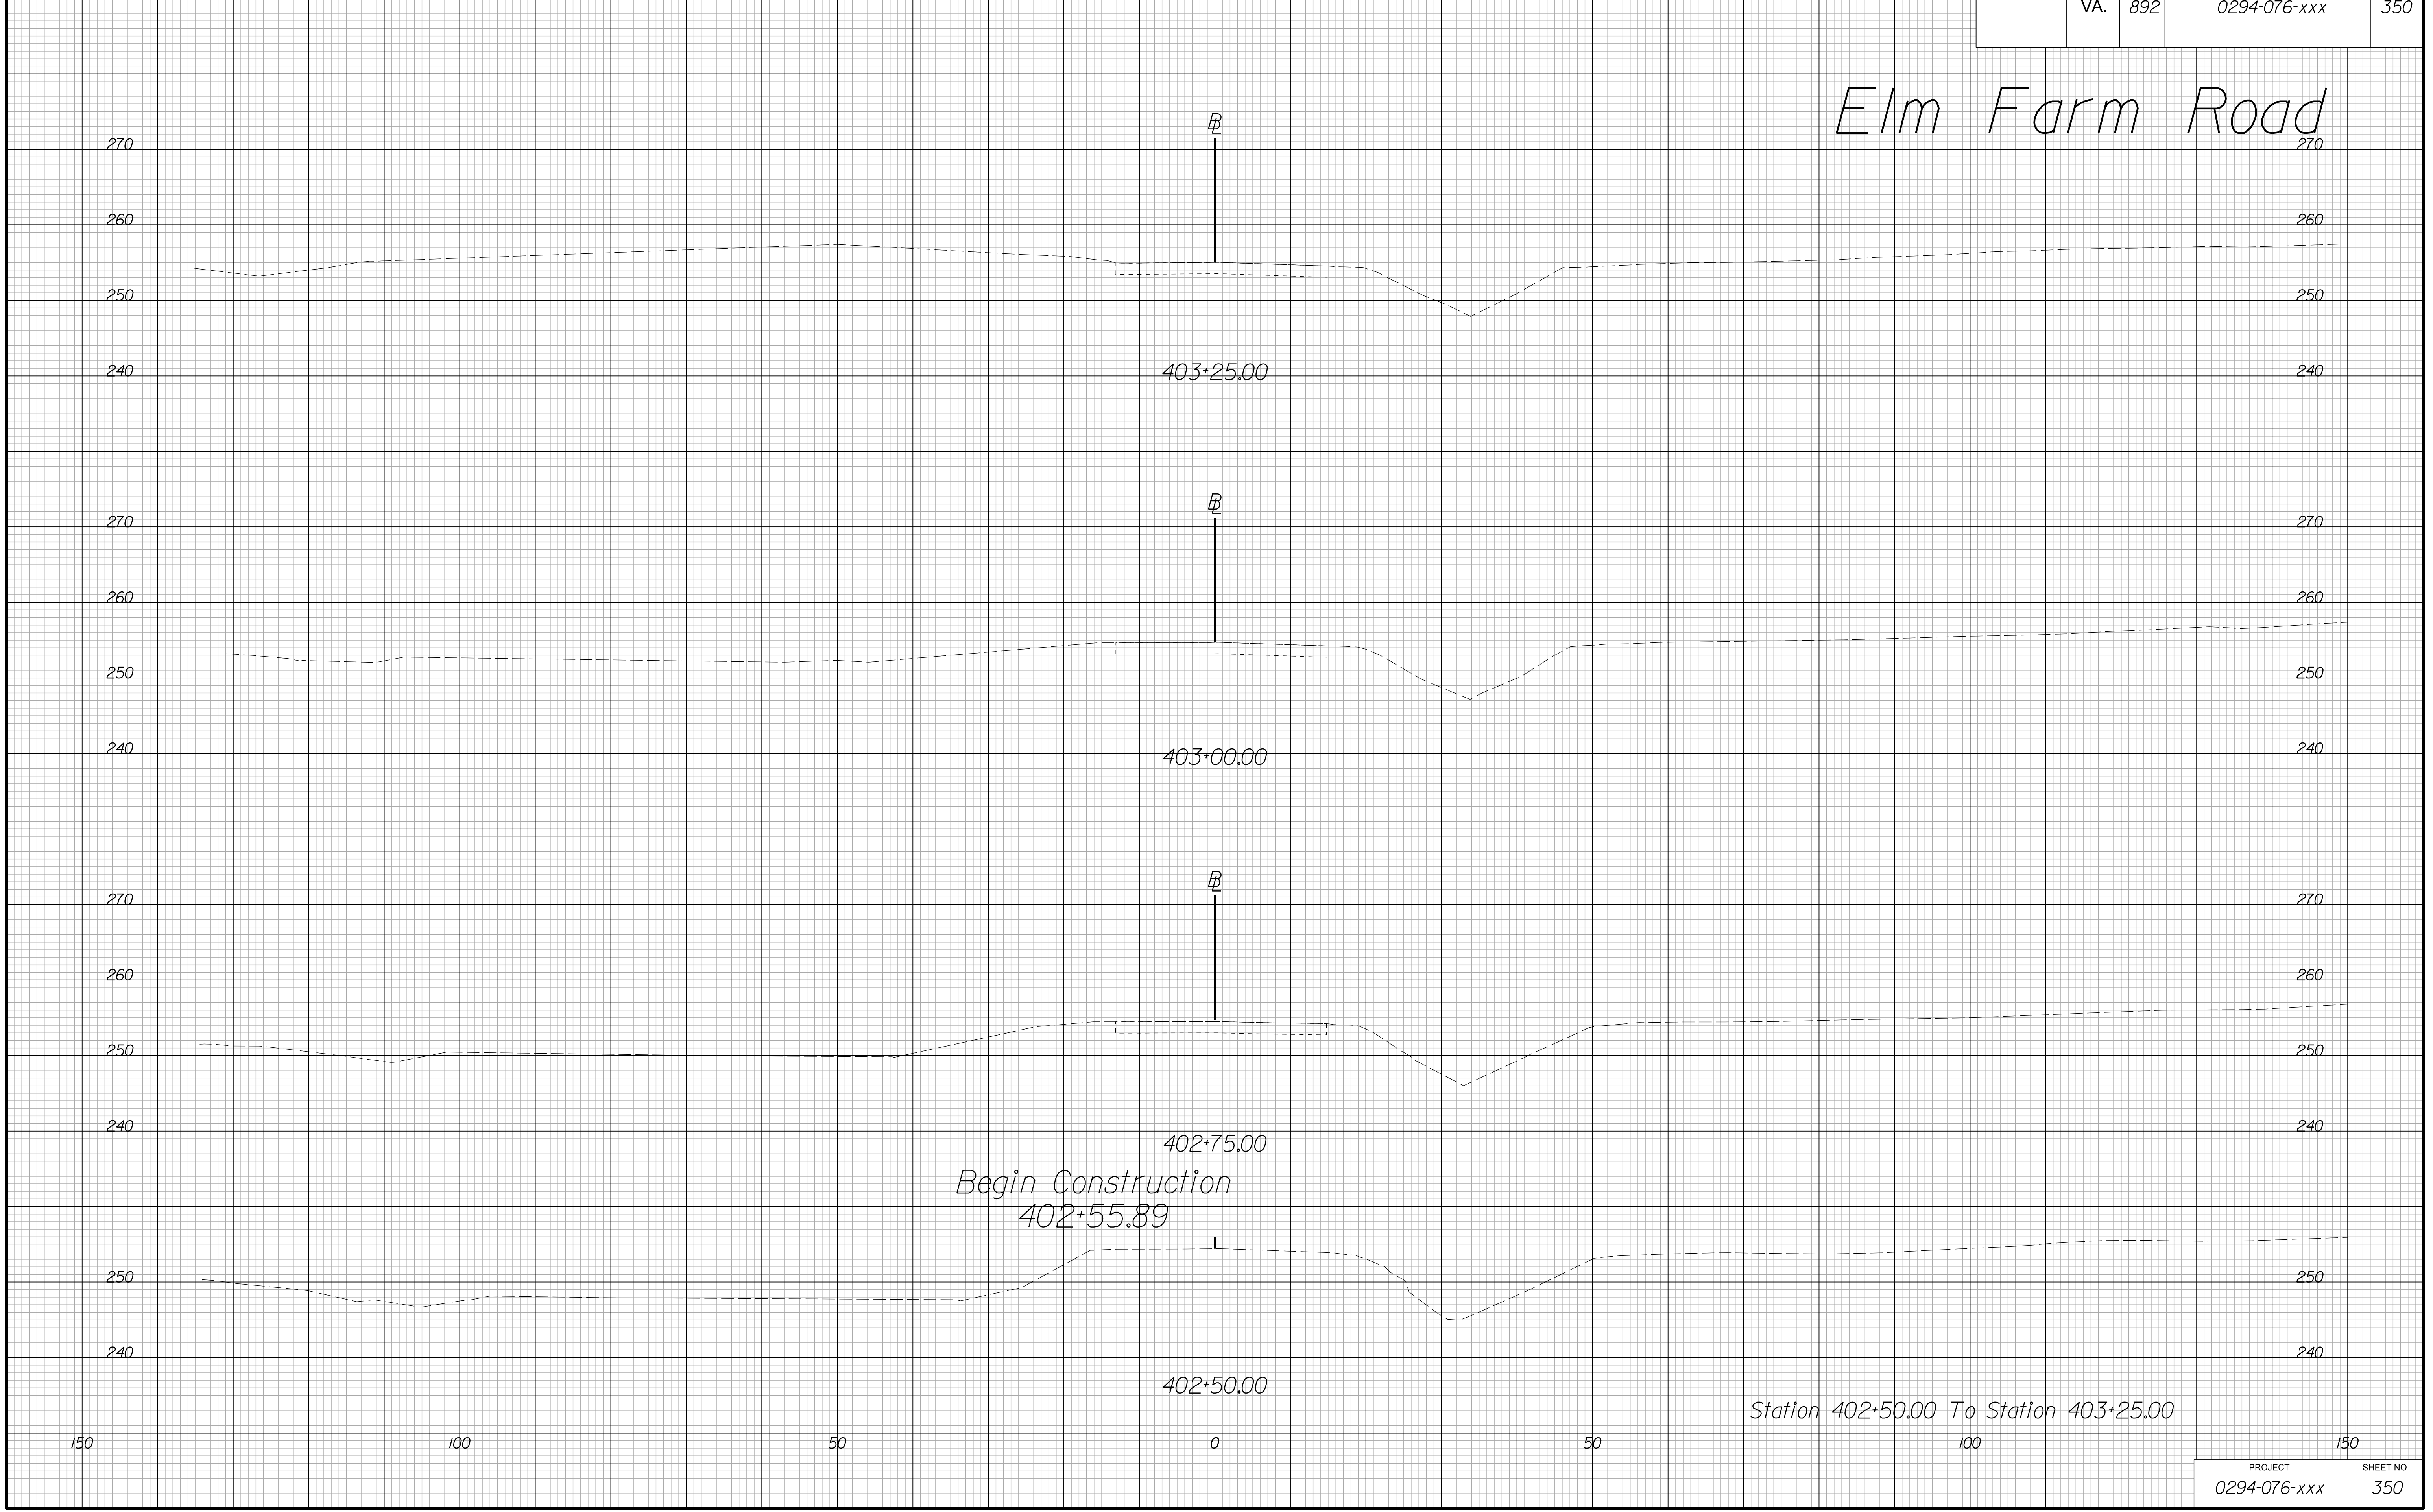 VA. 892 0294-076-xxx 350
Elm Farm Road
BL
270 270
260 260
250 250
240 240
403+25.00
BL
270 270
260 260
250 250
240 240
403+00.00
BL
270 270
260 260
250 250
240 240
402+75.00
Begin Construction
402+55.89
250 250
240 240
402+50.00
Station 402+50.00 To Station 403+25.00
150 100 50 0 50 100 150
PROJECT SHEET NO.
0294-076-xxx 350